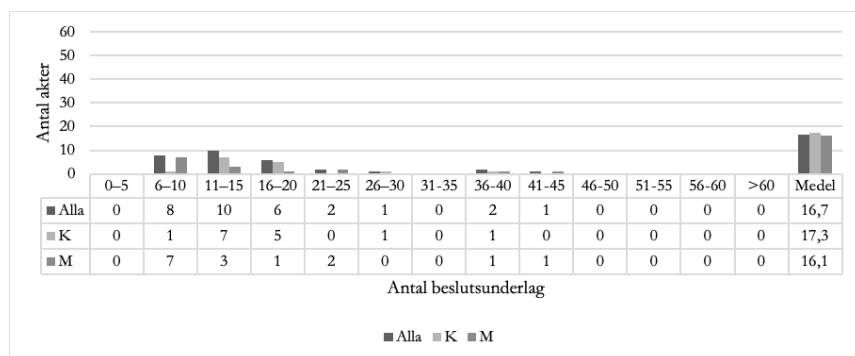 Antal akter
60
50
40
30
20
10
0
0–5 6–10 11–15 16–20 21–25 26–30 31-35 36-40 41-45 46-50 51-55 56-60 >60 Medel
Alla 0 8 10 6 2 1 0 2 1 0 0 0 0 16,7
K 0 1 7 5 0 1 0 1 0 0 0 0 0 17,3
M 0 7 3 1 2 0 0 1 1 0 0 0 0 16,1
Antal beslutsunderlag
Alla K M